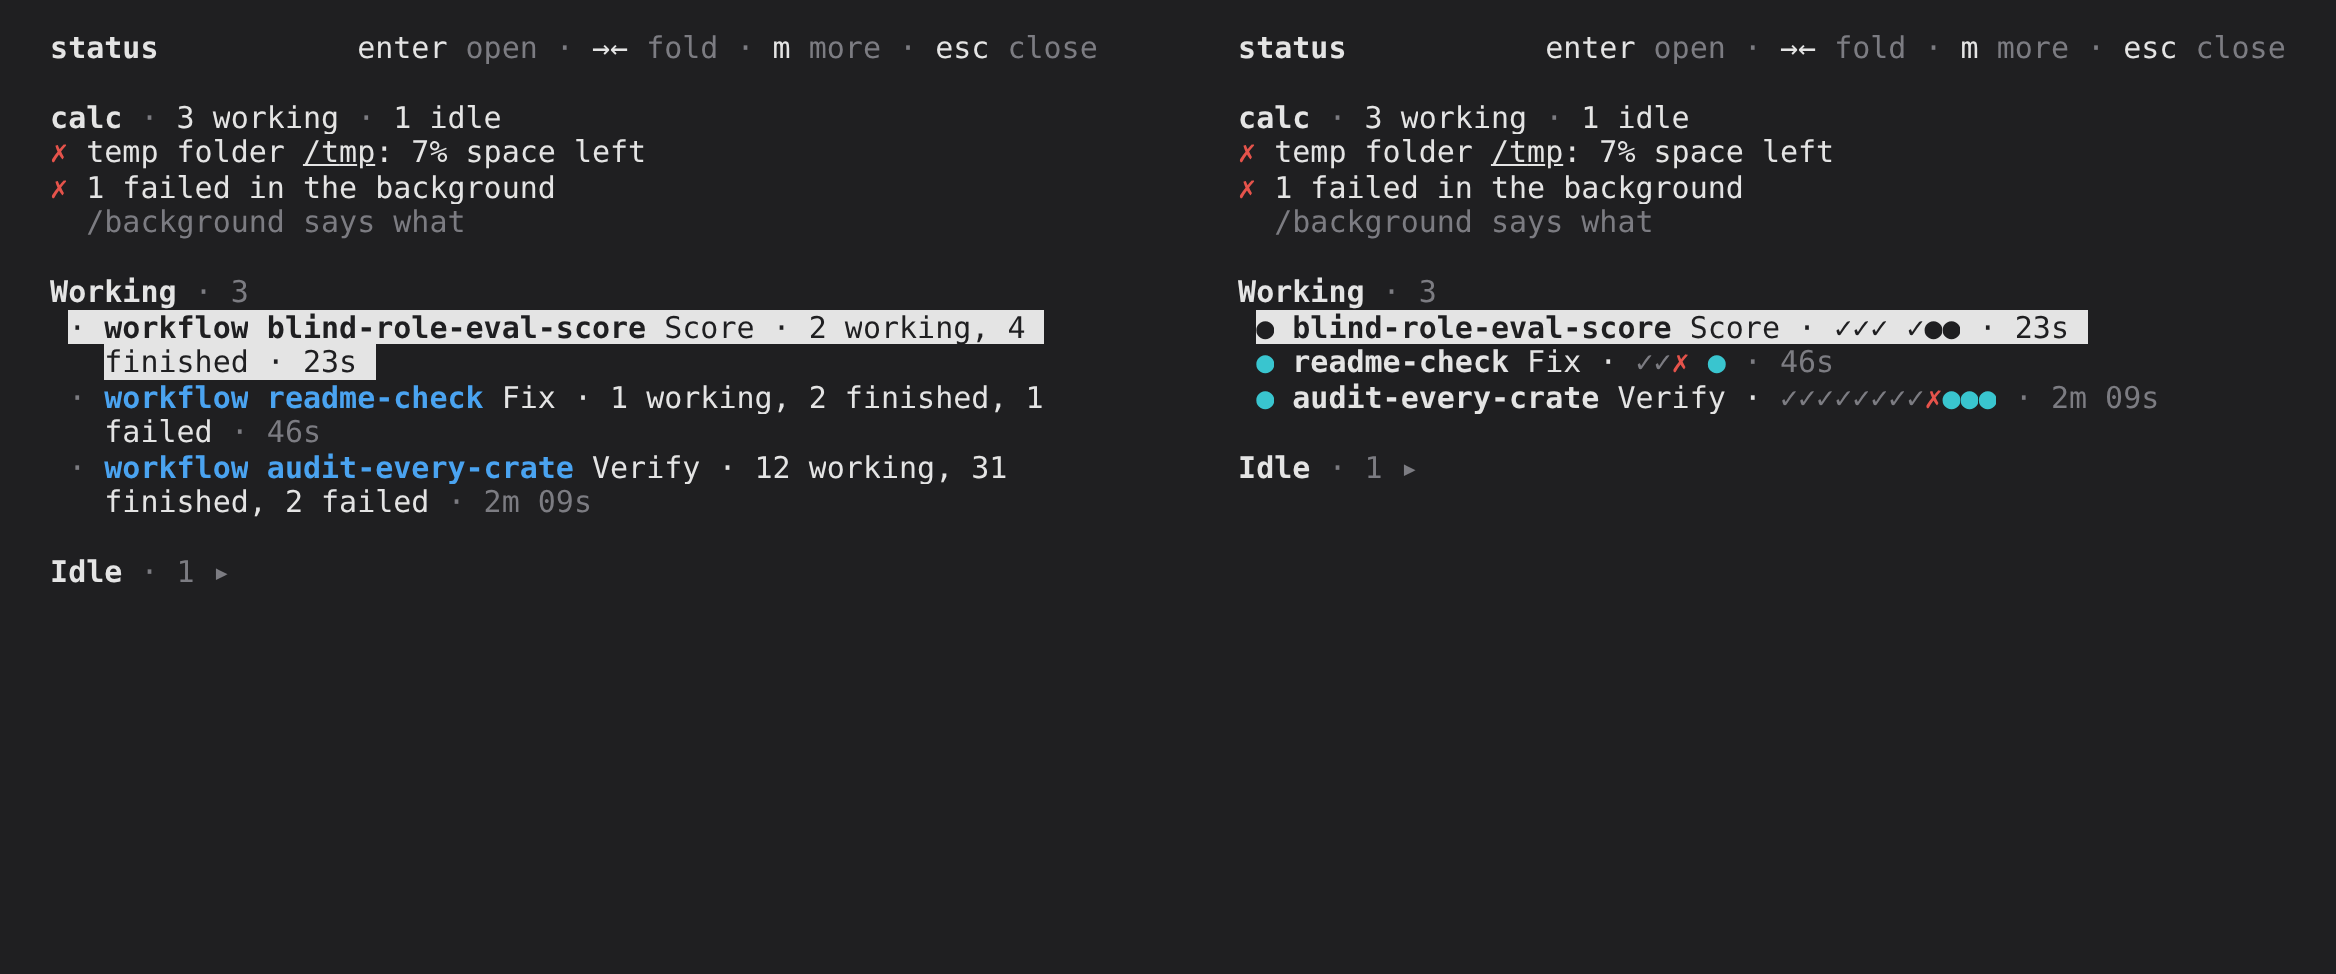 status enter open · →← fold · m more · esc close
calc · 3 working · 1 idle
✗ temp folder /tmp: 7% space left
✗ 1 failed in the background
/background says what
Working · 3
· workflow blind-role-eval-score Score · 2 working, 4
finished · 23s
· workflow readme-check Fix · 1 working, 2 finished, 1
failed · 46s
· workflow audit-every-crate Verify · 12 working, 31
finished, 2 failed · 2m 09s
Idle · 1 ▸
status enter open · →← fold · m more · esc close
calc · 3 working · 1 idle
✗ temp folder /tmp: 7% space left
✗ 1 failed in the background
/background says what
Working · 3
● blind-role-eval-score Score · ✓✓✓ ✓●● · 23s
● readme-check Fix · ✓✓✗ ● · 46s
● audit-every-crate Verify · ✓✓✓✓✓✓✓✓✗●●● · 2m 09s
Idle · 1 ▸